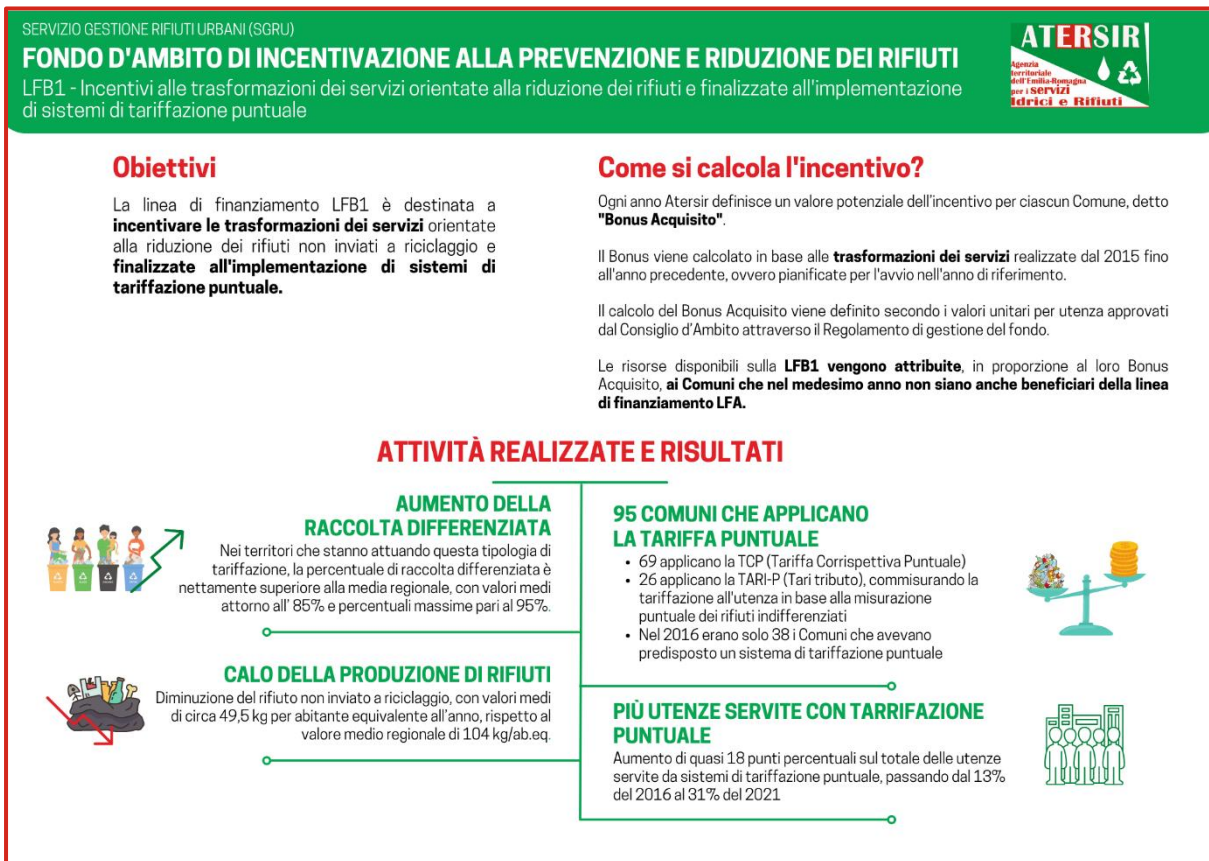 SERVIZIO GESTIONE RIFIUTI URBANI (SGRU)
FONDO D'AMBITO DI INCENTIVAZIONE ALLA PREVENZIONE E RIDUZIONE DEI RIFIUTI
LFB1 - Incentivi alle trasformazioni dei servizi orientate alla riduzione dei rifiuti e finalizzate all'implementazione
di sistemi di tariffazione puntuale
ATERSIR
Agenzia
territoriale
dell'Emilia-Romagna
per i servizi
Idrici e Rifiuti
Obiettivi
La linea di finanziamento LFB1 è destinata a
incentivare le trasformazioni dei servizi orientate
alla riduzione dei rifiuti non inviati a riciclaggio e
finalizzate all'implementazione di sistemi di
tariffazione puntuale.
Come si calcola l'incentivo?
Ogni anno Atersir definisce un valore potenziale dell'incentivo per ciascun Comune, detto
"Bonus Acquisito".
Il Bonus viene calcolato in base alle trasformazioni dei servizi realizzate dal 2015 fino
all'anno precedente, ovvero pianificate per l'avvio nell'anno di riferimento.
Il calcolo del Bonus Acquisito viene definito secondo i valori unitari per utenza approvati
dal Consiglio d'Ambito attraverso il Regolamento di gestione del fondo.
Le risorse disponibili sulla LFB1 vengono attribuite, in proporzione al loro Bonus
Acquisito, ai Comuni che nel medesimo anno non siano anche beneficiari della linea
di finanziamento LFA.
ATTIVITÀ REALIZZATE E RISULTATI
AUMENTO DELLA
RACCOLTA DIFFERENZIATA
Nei territori che stanno attuando questa tipologia di
tariffazione, la percentuale di raccolta differenziata è
nettamente superiore alla media regionale, con valori medi
attorno all' 85% e percentuali massime pari al 95%.
CALO DELLA PRODUZIONE DI RIFIUTI
Diminuzione del rifiuto non inviato a riciclaggio, con valori medi
di circa 49,5 kg per abitante equivalente all'anno, rispetto al
valore medio regionale di 104 kg/ab.eq.
95 COMUNI CHE APPLICANO
LA TARIFFA PUNTUALE
• 69 applicano la TCP (Tariffa Corrispettiva Puntuale)
• 26 applicano la TARI-P (Tari tributo), commisurando la
tariffazione all'utenza in base alla misurazione
puntuale dei rifiuti indifferenziati
• Nel 2016 erano solo 38 i Comuni che avevano
predisposto un sistema di tariffazione puntuale
PIÙ UTENZE SERVITE CON TARRIFAZIONE
PUNTUALE
Aumento di quasi 18 punti percentuali sul totale delle utenze
servite da sistemi di tariffazione puntuale, passando dal 13%
del 2016 al 31% del 2021